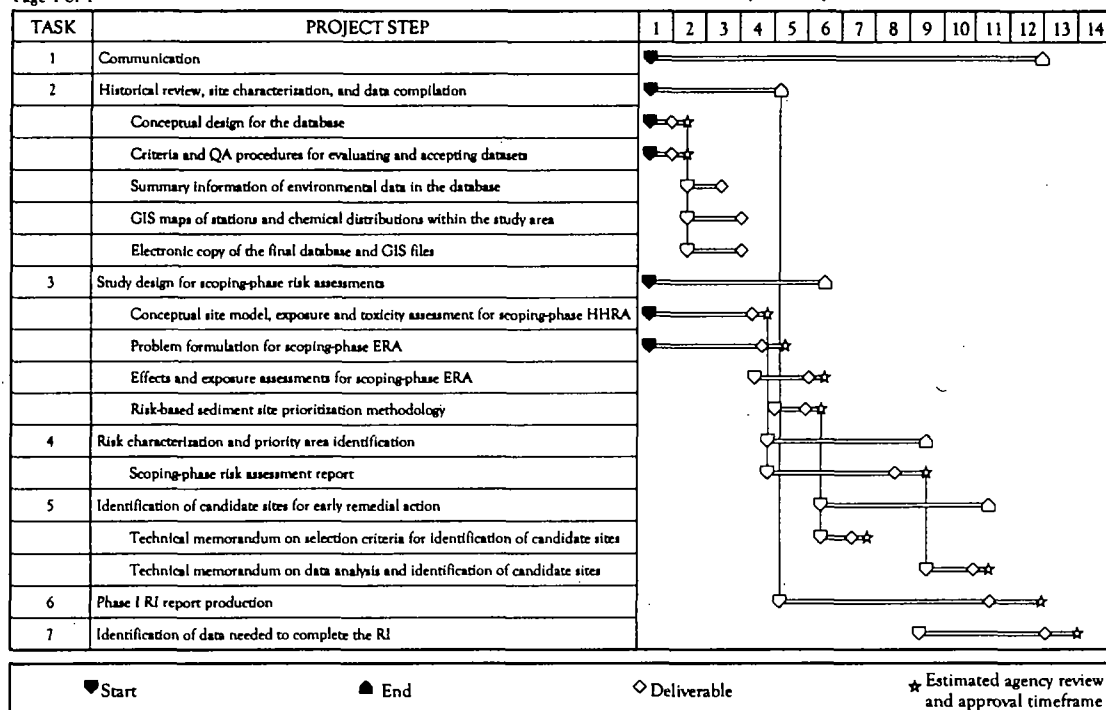 TASK PROJECT STEP 1 2 3 4 5 6 7 8 9 10 11 12 13 14
1 Communication
2 Historical review, site characterization, and data compilation
Conceptual design for the database
Criteria and QA procedures for evaluating and accepting datasets
Summary information of environmental data in the database
GIS maps of stations and chemical distributions within the study area
Electronic copy of the final database and GIS files
3 Study design for scoping-phase risk assessments
Conceptual site model, exposure and toxicity assessment for scoping-phase HHRA
Problem formulation for scoping-phase ERA
Effects and exposure assessments for scoping-phase ERA
Risk-based sediment site prioritization methodology
4 Risk characterization and priority area identification
Scoping-phase risk assessment report
5 Identification of candidate sites for early remedial action
Technical memorandum on selection criteria for identification of candidate sites
Technical memorandum on data analysis and identification of candidate sites
6 Phase I RI report production
7 Identification of data needed to complete the RI
Start End Deliverable Estimated agency review
and approval timeframe